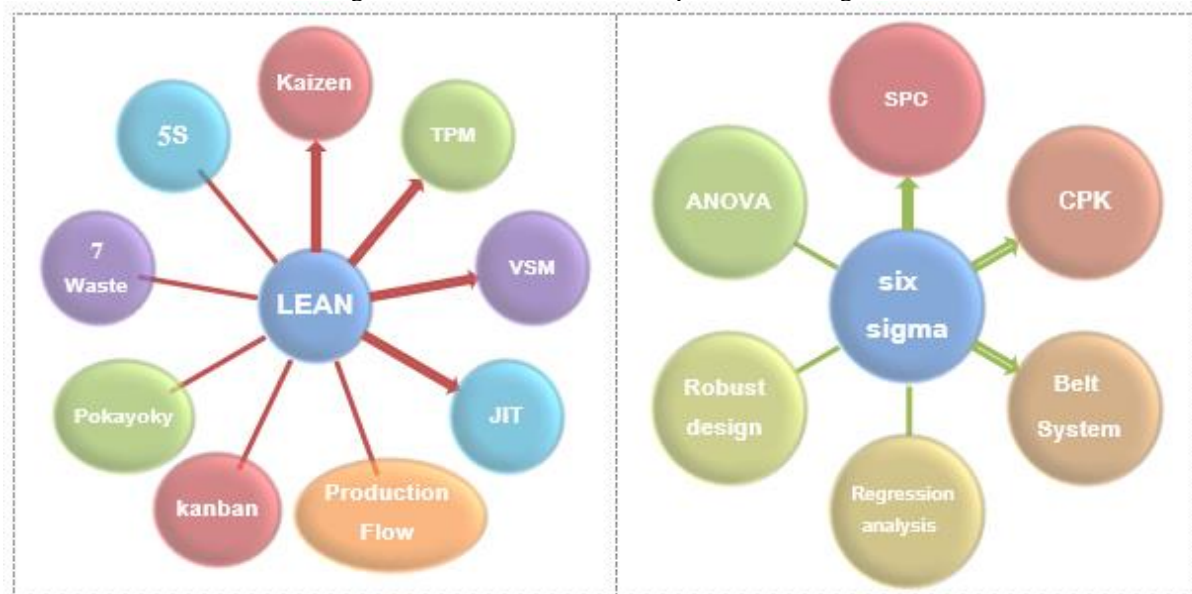 Kaizen
5S
TPM
7
Waste
VSM
LEAN
Pokayoky
JIT
kanban
Production
Flow
SPC
ANOVA
CPK
six
sigma
Robust
design
Belt
System
Regression
analysis